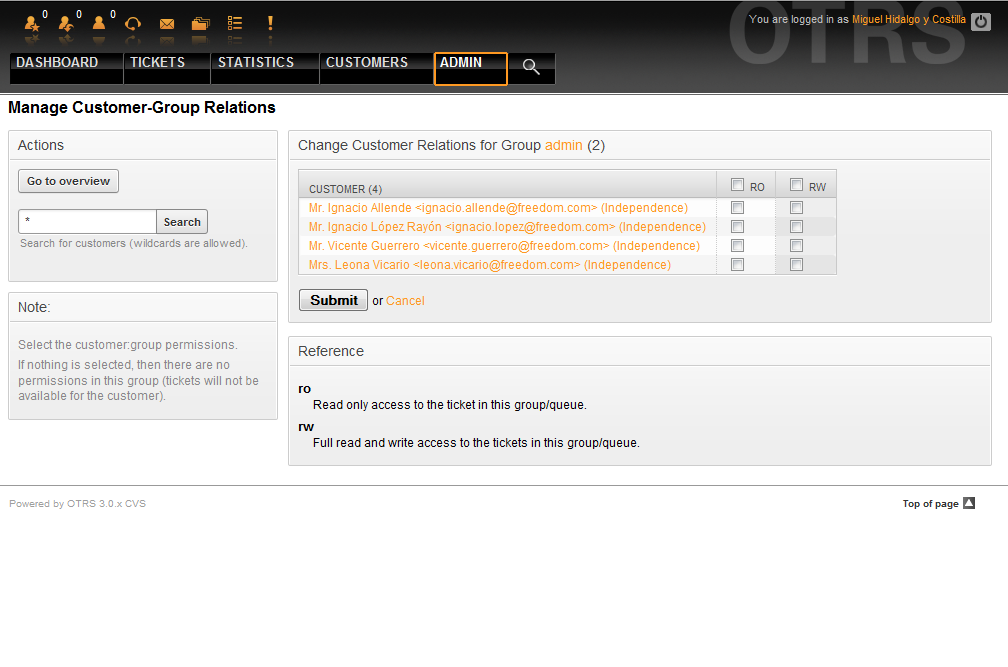 0 0 0
You are logged in as Miguel Hidalgo y Costilla
OTRS
DASHBOARD TICKETS STATISTICS CUSTOMERS ADMIN
Manage Customer-Group Relations
Actions
Go to overview
* Search
Search for customers (wildcards are allowed).
Note:
Select the customer:group permissions.
If nothing is selected, then there are no
permissions in this group (tickets will not be
available for the customer).
Change Customer Relations for Group admin (2)
CUSTOMER (4) RO RW
Mr. Ignacio Allende <ignacio.allende@freedom.com> (Independence)
Mr. Ignacio López Rayón <ignacio.lopez@freedom.com> (Independence)
Mr. Vicente Guerrero <vicente.guerrero@freedom.com> (Independence)
Mrs. Leona Vicario <leona.vicario@freedom.com> (Independence)
Submit or Cancel
Reference
ro
Read only access to the ticket in this group/queue.
rw
Full read and write access to the tickets in this group/queue.
Powered by OTRS 3.0.x CVS
Top of page